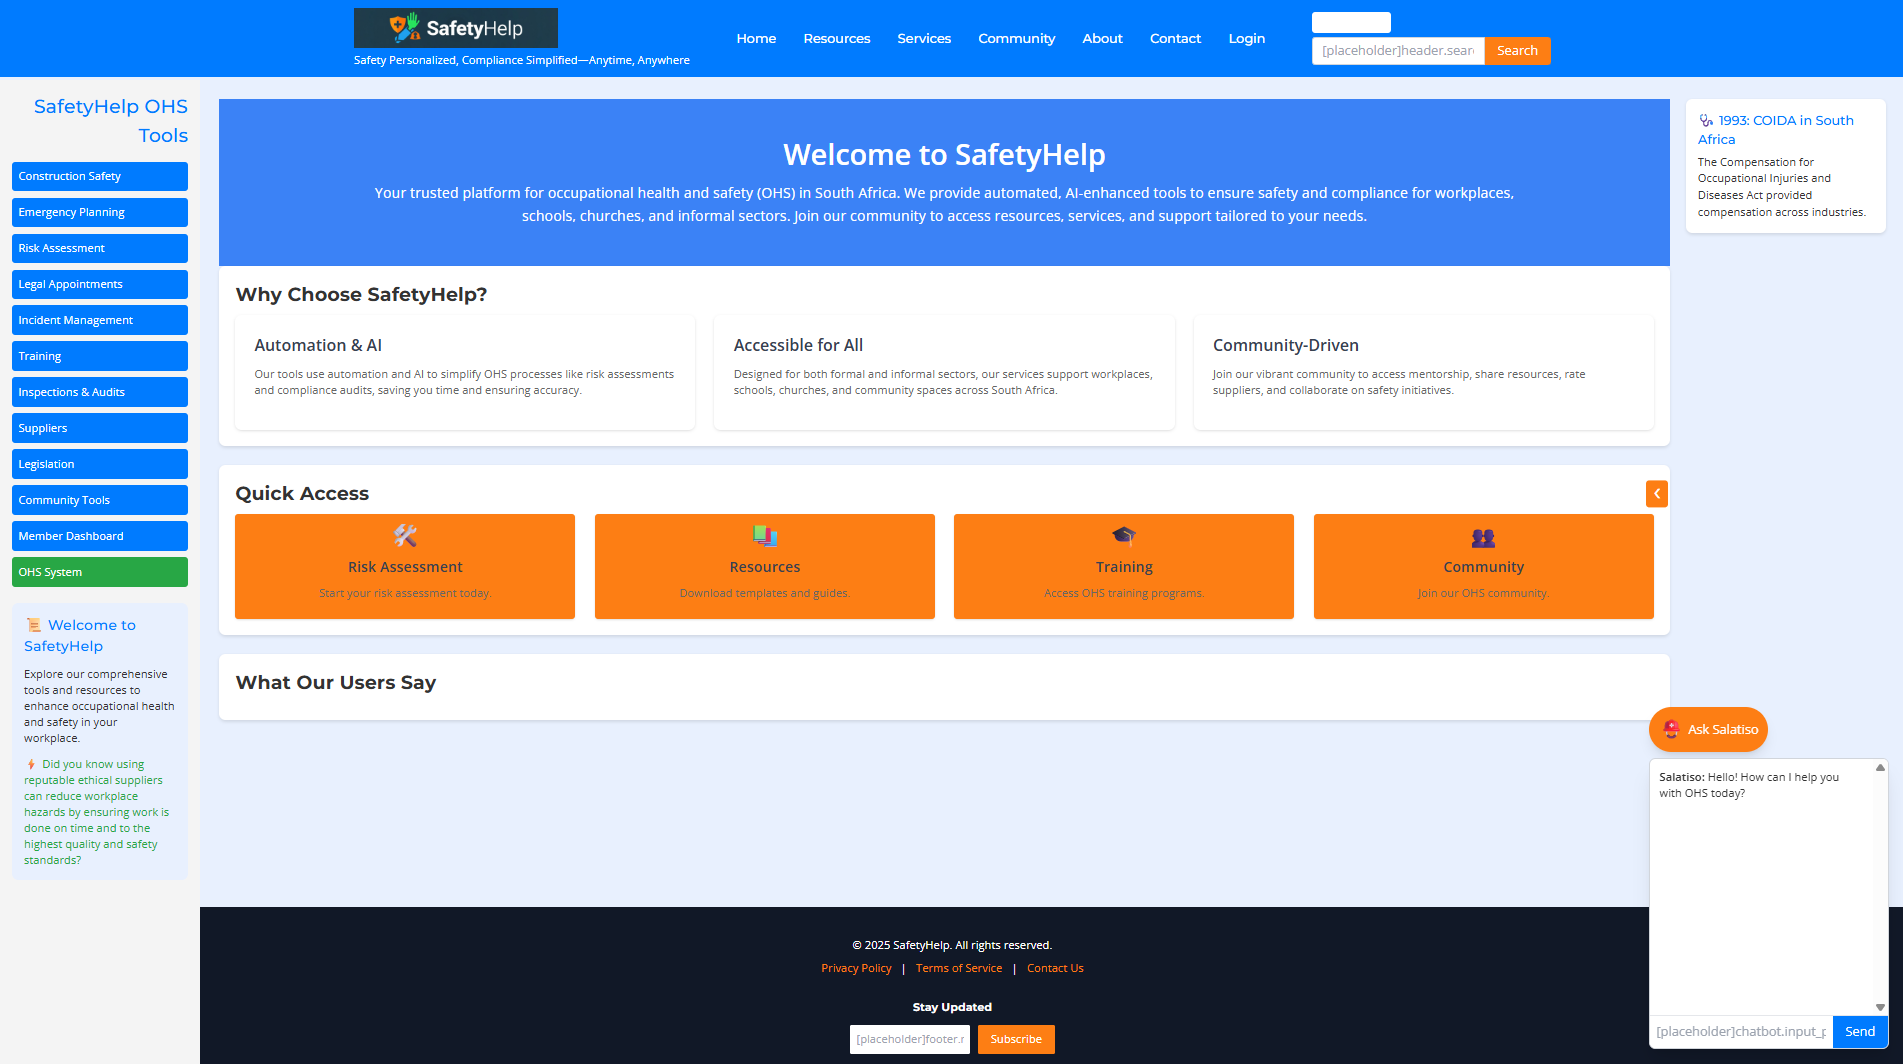 SafetyHelp
Safety Personalized, Compliance Simplified—Anytime, Anywhere
Home
Resources
Services
Community
About
Contact
Login
[placeholder]header.sear
Search
SafetyHelp OHS
Tools
Construction Safety
Emergency Planning
Risk Assessment
Legal Appointments
Incident Management
Training
Inspections & Audits
Suppliers
Legislation
Community Tools
Member Dashboard
OHS System
Welcome to
SafetyHelp
Explore our comprehensive
tools and resources to
enhance occupational health
and safety in your
workplace.
Did you know using
reputable ethical suppliers
can reduce workplace
hazards by ensuring work is
done on time and to the
highest quality and safety
standards?
Welcome to SafetyHelp
Your trusted platform for occupational health and safety (OHS) in South Africa. We provide automated, AI-enhanced tools to ensure safety and compliance for workplaces,
schools, churches, and informal sectors. Join our community to access resources, services, and support tailored to your needs.
Why Choose SafetyHelp?
Automation & AI
Our tools use automation and AI to simplify OHS processes like risk assessments
and compliance audits, saving you time and ensuring accuracy.
Accessible for All
Designed for both formal and informal sectors, our services support workplaces,
schools, churches, and community spaces across South Africa.
Community-Driven
Join our vibrant community to access mentorship, share resources, rate
suppliers, and collaborate on safety initiatives.
Quick Access
Risk Assessment
Start your risk assessment today.
Resources
Download templates and guides.
Training
Access OHS training programs.
Community
Join our OHS community.
What Our Users Say
1993: COIDA in South
Africa
The Compensation for
Occupational Injuries and
Diseases Act provided
compensation across industries.
Ask Salatiso
Salatiso: Hello! How can I help you
with OHS today?
[placeholder]chatbot.input_p
Send
© 2025 SafetyHelp. All rights reserved.
Privacy Policy | Terms of Service | Contact Us
Stay Updated
[placeholder]footer.r
Subscribe